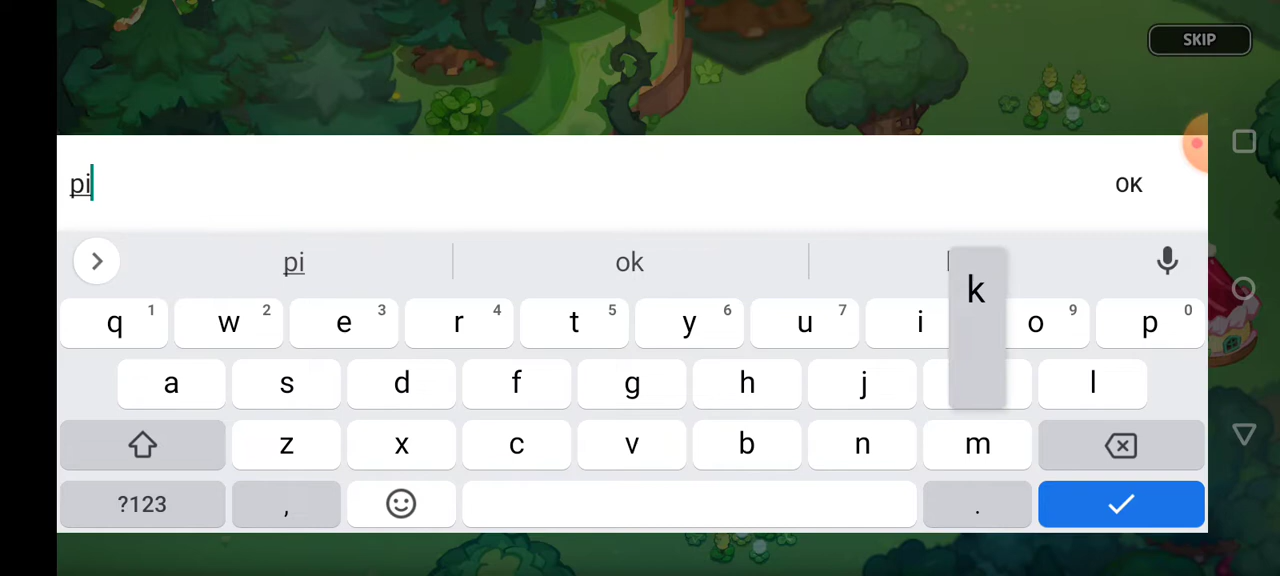 SKIP
pi
OK
pi ok
k
q 1 w 2 e 3 r 4 t 5 y 6 u 7 i o 9 p 0
a s d f g h j l
z x c v b n m
?123 , .